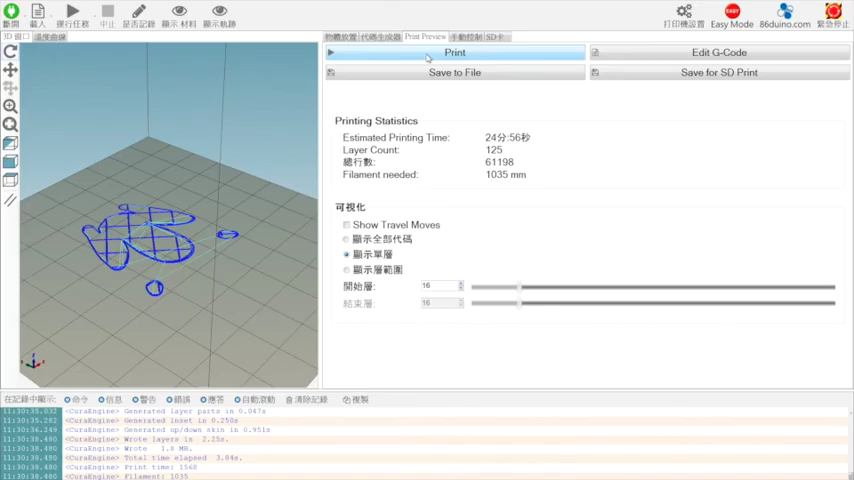 斷開 載入 運行任務 中止 是否記錄 顯示 材料 顯示軌跡 打印機設置 Easy Mode 86duino.com 緊急停止
EASY
3D 窗口 溫度曲線 物體放置 代碼生成器 Print Preview 手動控制 SD卡
Print Edit G-Code
Save to File Save for SD Print
Printing Statistics
Estimated Printing Time: 24分:56秒
Layer Count: 125
總行數: 61198
Filament needed: 1035 mm
可視化
Show Travel Moves
顯示全部代碼
顯示單層
顯示層範圍
開始層: 16
結束層: 16
在記錄中顯示: 命令 信息 警告 錯誤 應答 自動滾動 清除記錄 複製
11:30:35.032 <CuraEngine> Generated layer parts in 0.047s
11:30:35.282 <CuraEngine> Generated inset in 0.250s
11:30:36.249 <CuraEngine> Generated up/down skin in 0.951s
11:30:38.480 <CuraEngine> Wrote layers in 2.25s.
11:30:38.480 <CuraEngine> Wrote 1.8 MB.
11:30:38.480 <CuraEngine> Total time elapsed 3.84s.
11:30:38.480 <CuraEngine> Print time: 1568
11:30:38.480 <CuraEngine> Filament: 1035